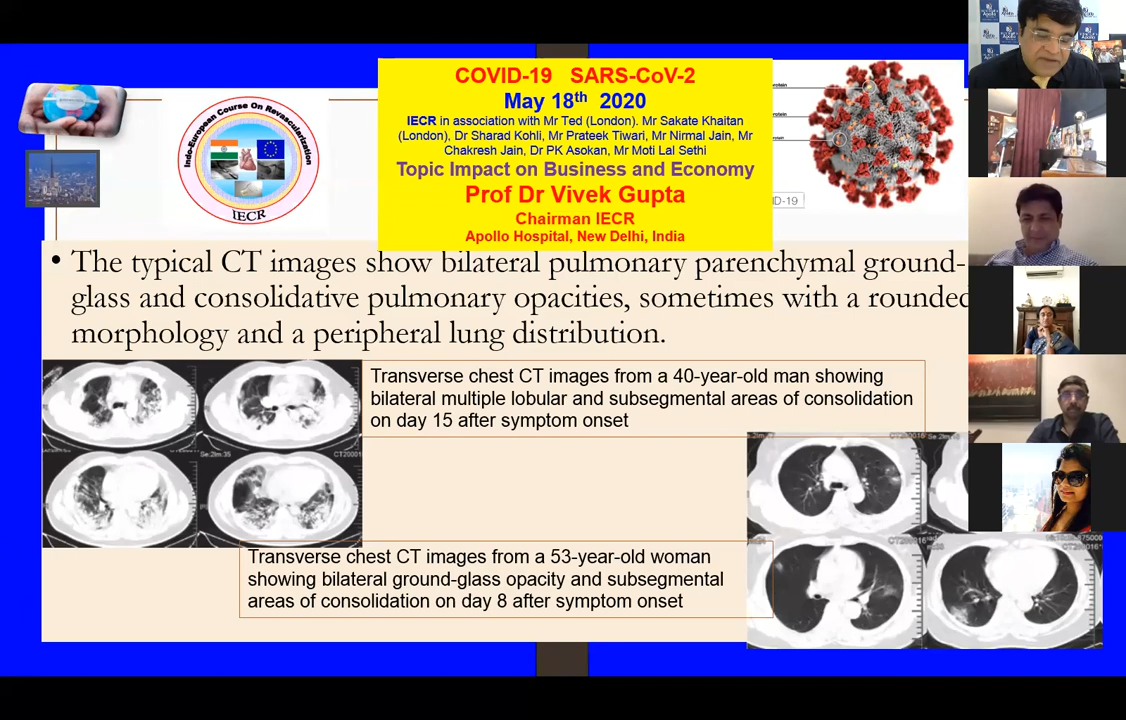 COVID-19 SARS-CoV-2
May 18th 2020
IECR in association with Mr Ted (London). Mr Sakate Khaitan
(London), Dr Sharad Kohli, Mr Prateek Tiwari, Mr Nirmal Jain, Mr
Chakresh Jain, Dr PK Asokan, Mr Moti Lal Sethi
Topic Impact on Business and Economy
Prof Dr Vivek Gupta
Chairman IECR
Apollo Hospital, New Delhi, India
Indo-European Course On Revascularization
IECR
rotein
rotein
rotein
D-19
Apollo
• The typical CT images show bilateral pulmonary parenchymal ground-
glass and consolidative pulmonary opacities, sometimes with a rounded
morphology and a peripheral lung distribution.
Transverse chest CT images from a 40-year-old man showing
bilateral multiple lobular and subsegmental areas of consolidation
on day 15 after symptom onset
Transverse chest CT images from a 53-year-old woman
showing bilateral ground-glass opacity and subsegmental
areas of consolidation on day 8 after symptom onset